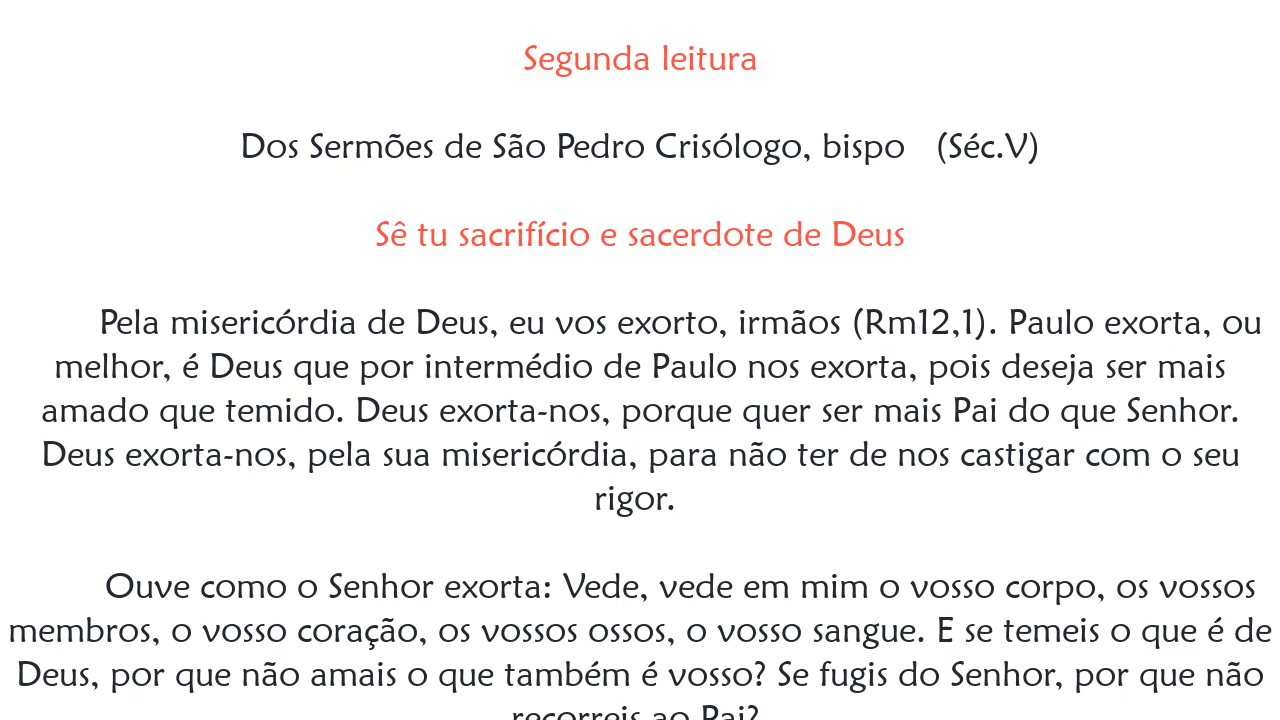 Segunda leitura
Dos Sermões de São Pedro Crisólogo, bispo (Séc.V)
Sê tu sacrifício e sacerdote de Deus
Pela misericórdia de Deus, eu vos exorto, irmãos (Rm12,1). Paulo exorta, ou
melhor, é Deus que por intermédio de Paulo nos exorta, pois deseja ser mais
amado que temido. Deus exorta-nos, porque quer ser mais Pai do que Senhor.
Deus exorta-nos, pela sua misericórdia, para não ter de nos castigar com o seu
rigor.
Ouve como o Senhor exorta: Vede, vede em mim o vosso corpo, os vossos
membros, o vosso coração, os vossos ossos, o vosso sangue. E se temeis o que é de
Deus, por que não amais o que também é vosso? Se fugis do Senhor, por que não
recorreis ao Pai?